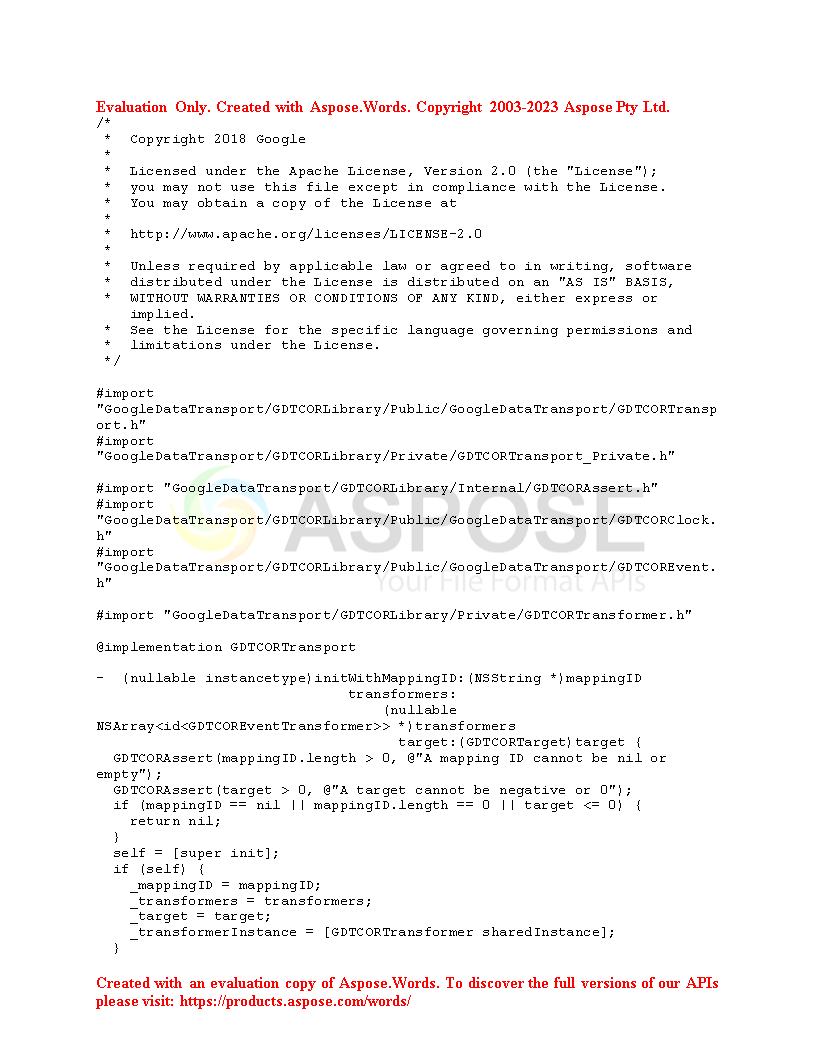 Evaluation Only. Created with Aspose.Words. Copyright 2003-2023 Aspose Pty Ltd.
/*
 *  Copyright 2018 Google
 *
 *  Licensed under the Apache License, Version 2.0 (the "License");
 *  you may not use this file except in compliance with the License.
 *  You may obtain a copy of the License at
 *
 *  http://www.apache.org/licenses/LICENSE-2.0
 *
 *  Unless required by applicable law or agreed to in writing, software
 *  distributed under the License is distributed on an "AS IS" BASIS,
 *  WITHOUT WARRANTIES OR CONDITIONS OF ANY KIND, either express or
    implied.
 *  See the License for the specific language governing permissions and
 *  limitations under the License.
 */

#import
"GoogleDataTransport/GDTCORLibrary/Public/GoogleDataTransport/GDTCORTransp
ort.h"
#import
"GoogleDataTransport/GDTCORLibrary/Private/GDTCORTransport_Private.h"

#import "GoogleDataTransport/GDTCORLibrary/Internal/GDTCORAssert.h"
#import
"GoogleDataTransport/GDTCORLibrary/Public/GoogleDataTransport/GDTCORClock.
h"
#import
"GoogleDataTransport/GDTCORLibrary/Public/GoogleDataTransport/GDTCOREvent.
h"
ASPOSE
Your File Format APIs

#import "GoogleDataTransport/GDTCORLibrary/Private/GDTCORTransformer.h"

@implementation GDTCORTransport

-  (nullable instancetype)initWithMappingID:(NSString *)mappingID
                              transformers:
                                  (nullable
NSArray<id<GDTCOREventTransformer>> *)transformers
                                    target:(GDTCORTarget)target {
  GDTCORAssert(mappingID.length > 0, @"A mapping ID cannot be nil or
empty");
  GDTCORAssert(target > 0, @"A target cannot be negative or 0");
  if (mappingID == nil || mappingID.length == 0 || target <= 0) {
    return nil;
  }
  self = [super init];
  if (self) {
    _mappingID = mappingID;
    _transformers = transformers;
    _target = target;
    _transformerInstance = [GDTCORTransformer sharedInstance];
  }

Created with an evaluation copy of Aspose.Words. To discover the full versions of our APIs
please visit: https://products.aspose.com/words/